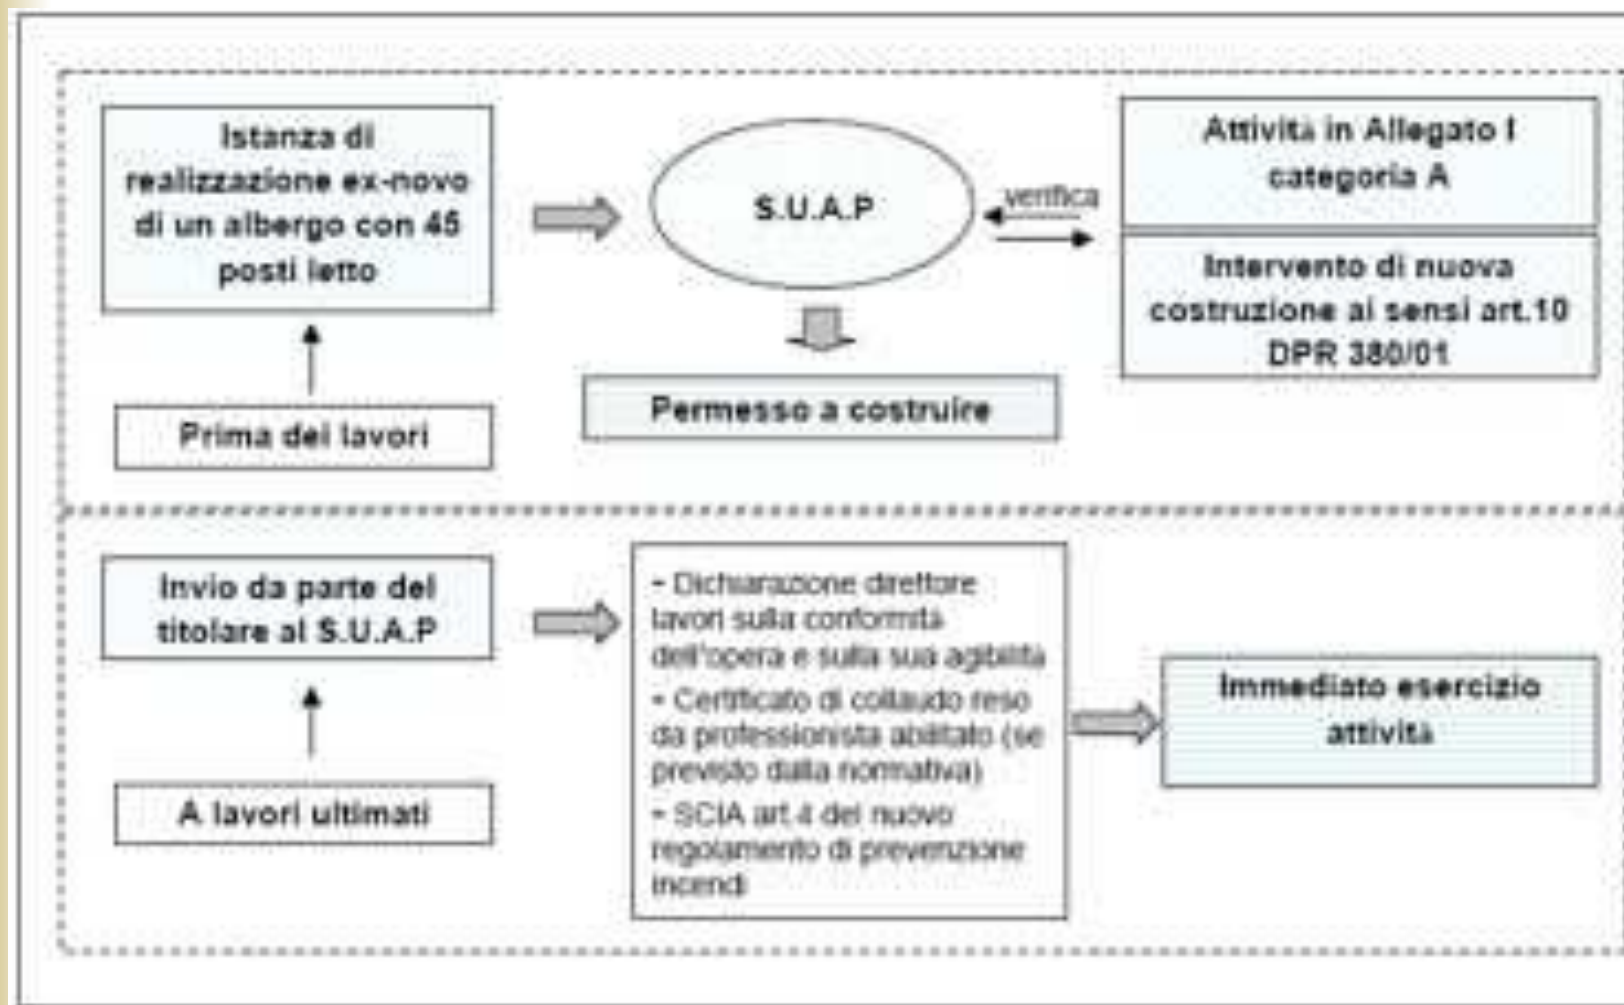 Istanza di
realizzazione ex-novo
di un albergo con 45
posti letto
S.U.A.P
verifica
Attività in Allegato I
categoria A
Intervento di nuova
costruzione ai sensi art.10
DPR 380/01
Permesso a costruire
Prima dei lavori
Invio da parte del
titolare al S.U.A.P
- Dichiarazione direttore
lavori sulla conformità
dell'opera e sulla sua agibilità
- Certificato di collaudo reso
da professionista abilitato (se
previsto dalla normativa)
- SCIA art.4 del nuovo
regolamento di prevenzione
incendi
Immediato esercizio
attività
A lavori ultimati